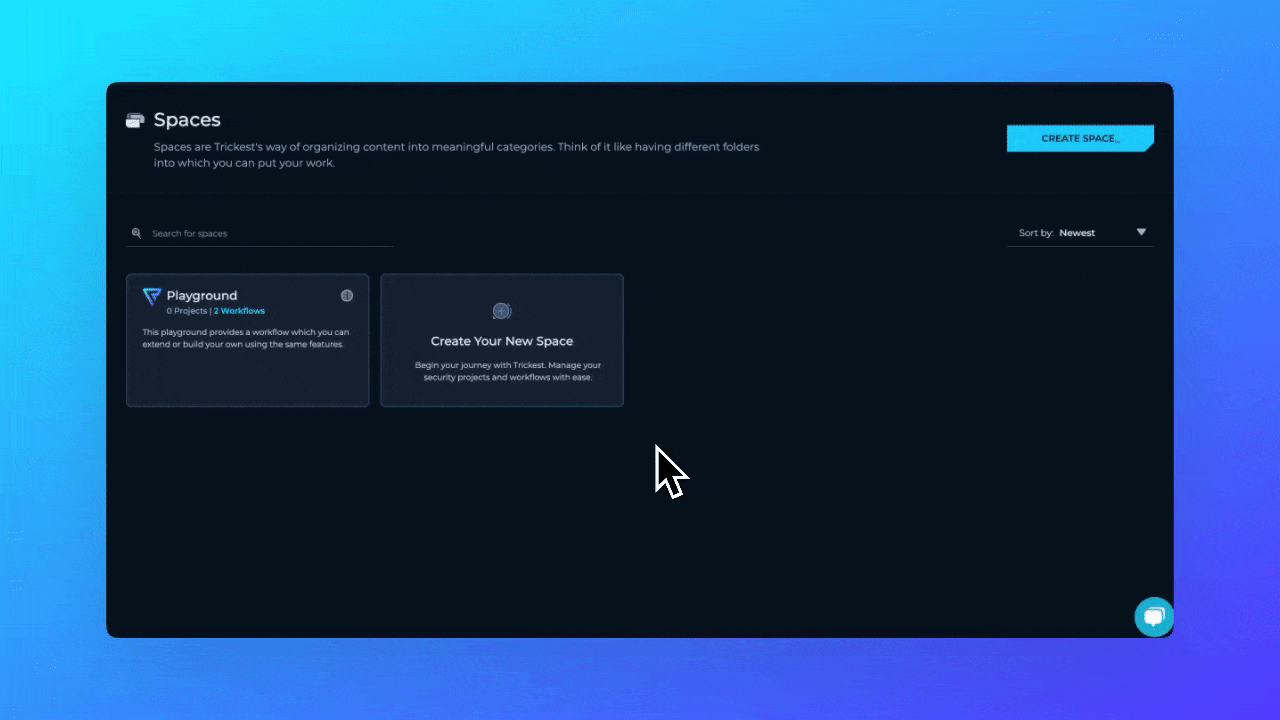 Spaces
Spaces are Trickest's way of organizing content into meaningful categories. Think of it like having different folders
into which you can put your work.
CREATE SPACE_
Search for spaces
Sort by: Newest
Playground
0 Projects | 2 Workflows
This playground provides a workflow which you can
extend or build your own using the same features.
Create Your New Space
Begin your journey with Trickest. Manage your
security projects and workflows with ease.